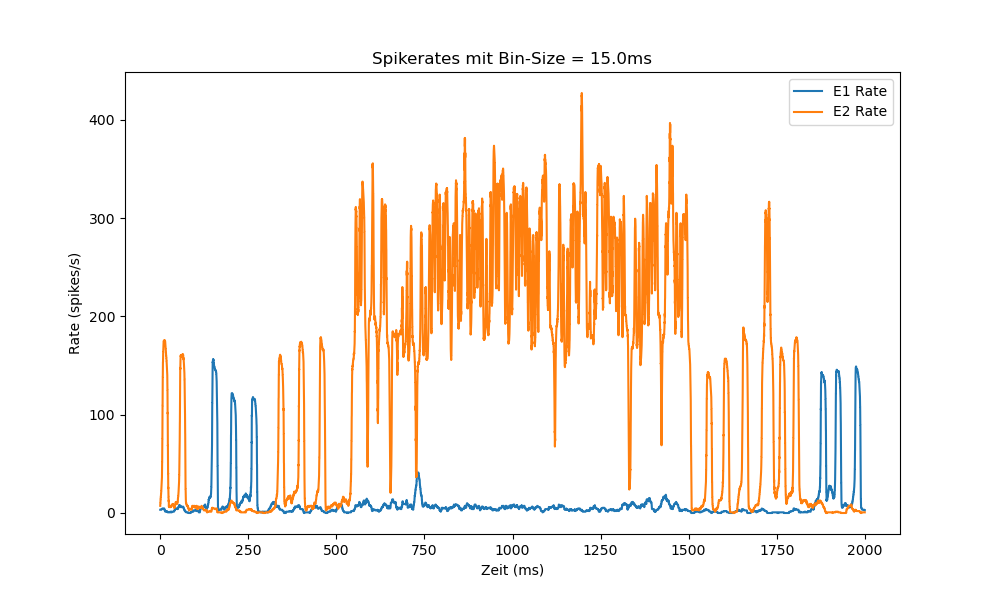 Spikerates mit Bin-Size = 15.0ms
E1 Rate
E2 Rate
400
300
200
100
0
Rate (spikes/s)
0 250 500 750 1000 1250 1500 1750 2000
Zeit (ms)